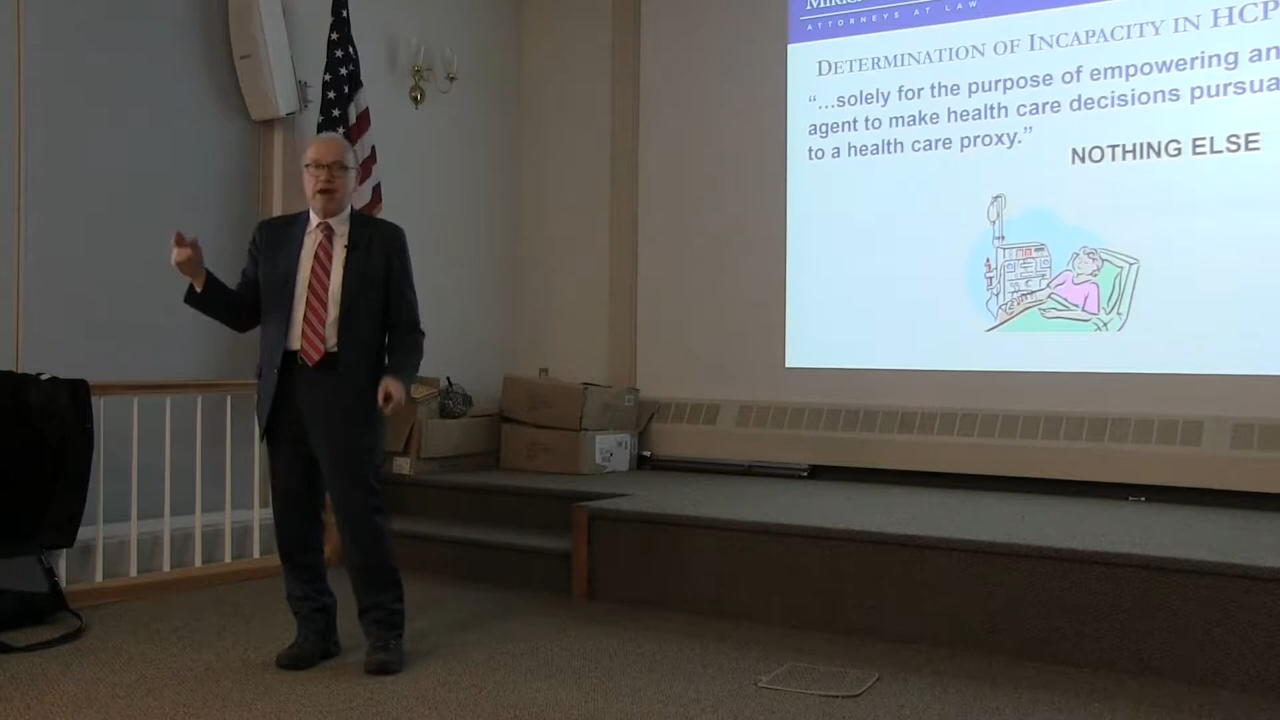 ATTORNEYS AT LAW
DETERMINATION OF INCAPACITY IN HCP
“...solely for the purpose of empowering an
agent to make health care decisions pursua
to a health care proxy.”
NOTHING ELSE